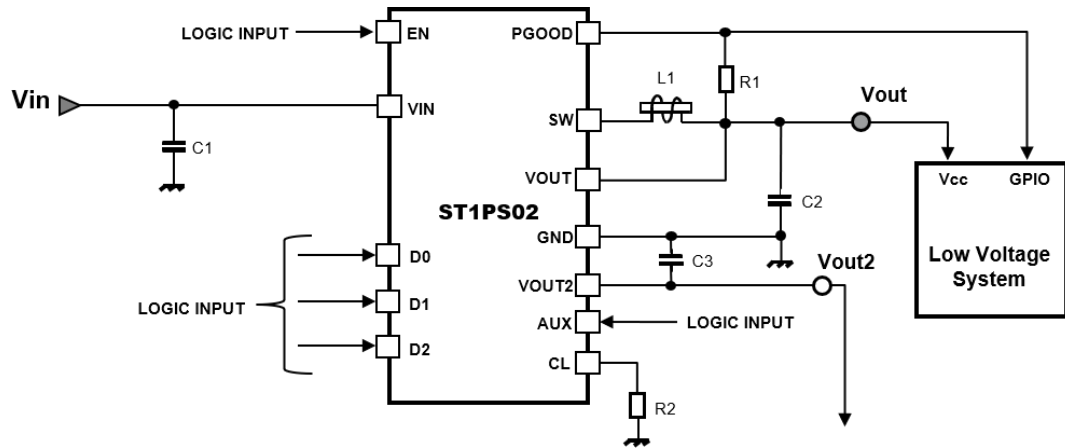 LOGIC INPUT
EN
PGOOD
R1
L1
Vin
VIN
SW
Vout
C1
VOUT
Vcc
GPIO
ST1PS02
C2
GND
Low Voltage
System
D0
C3
Vout2
VOUT2
LOGIC INPUT
D1
AUX
LOGIC INPUT
D2
CL
R2